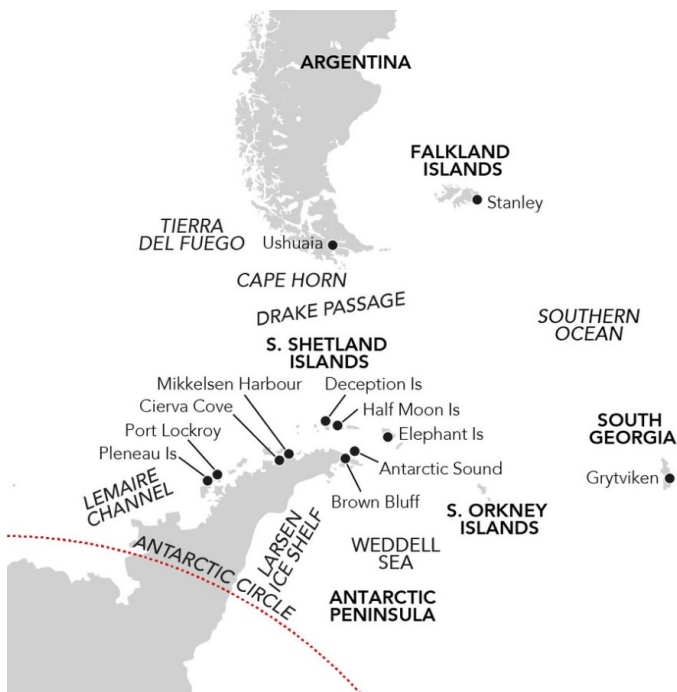 ARGENTINA
FALKLAND
ISLANDS
Stanley
TIERRA
DEL FUEGO
Ushuaia
CAPE HORN
DRAKE PASSAGE
SOUTHERN
OCEAN
S. SHETLAND
ISLANDS
Mikkelsen Harbour
Deception Is
Cierva Cove
Half Moon Is
Port Lockroy
Elephant Is
SOUTH
GEORGIA
Pleneau Is
Antarctic Sound
Grytviken
LEMAIRE
CHANNEL
Brown Bluff
S. ORKNEY
ISLANDS
LARSEN
ICE SHELF
WEDDELL
SEA
ANTARCTIC CIRCLE
ANTARCTIC
PENINSULA